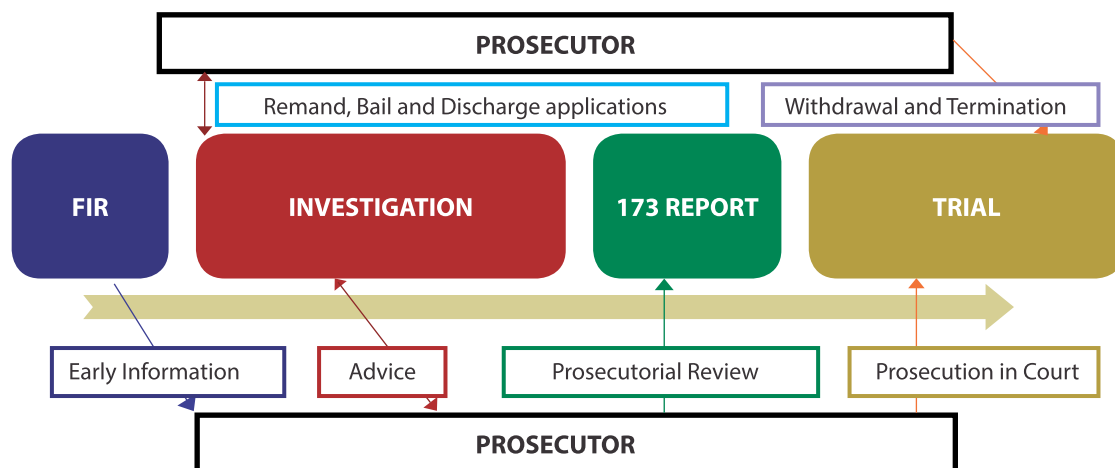 PROSECUTOR
Remand, Bail and Discharge applications
Withdrawal and Termination
FIR
INVESTIGATION
173 REPORT
TRIAL
Early Information
Advice
Prosecutorial Review
Prosecution in Court
PROSECUTOR